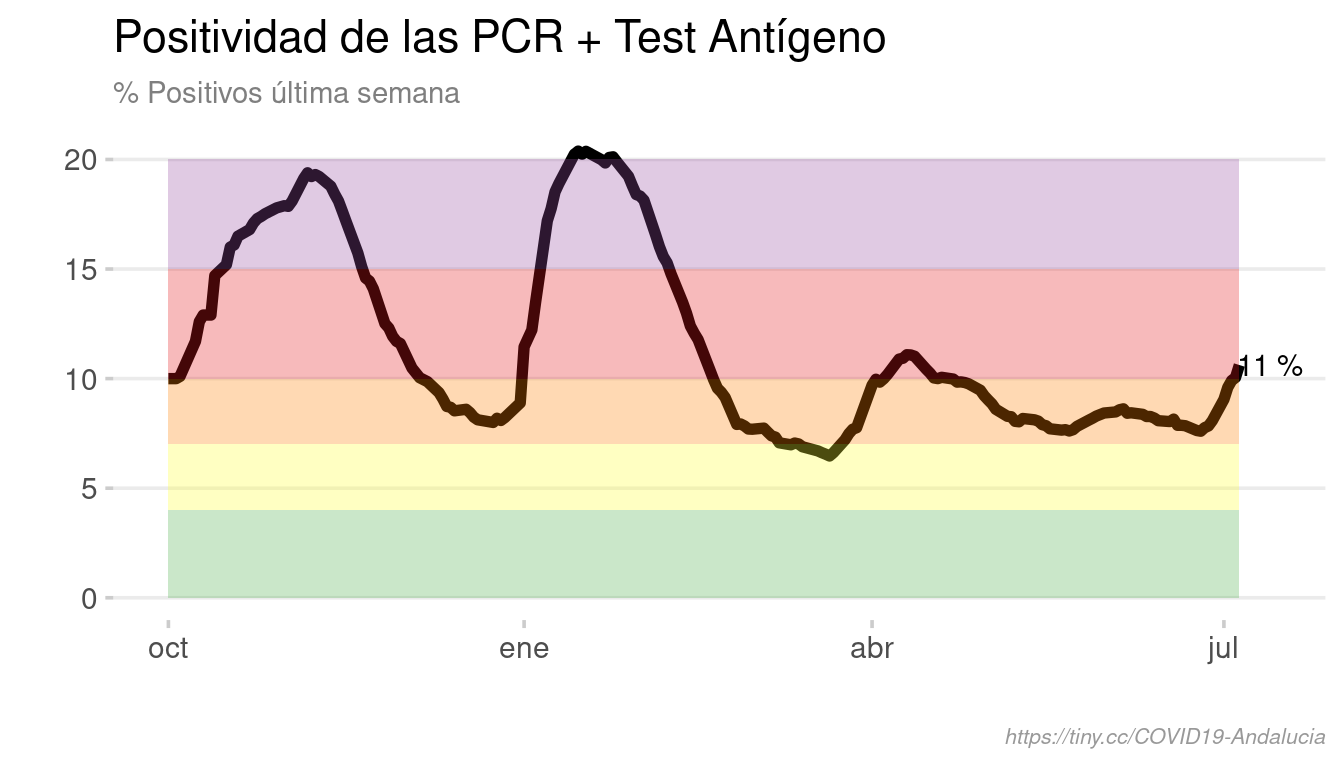 Positividad de las PCR + Test Antígeno
% Positivos última semana
20
15
10
5
0
11 %
oct ene abr jul
https://tiny.cc/COVID19-Andalucia